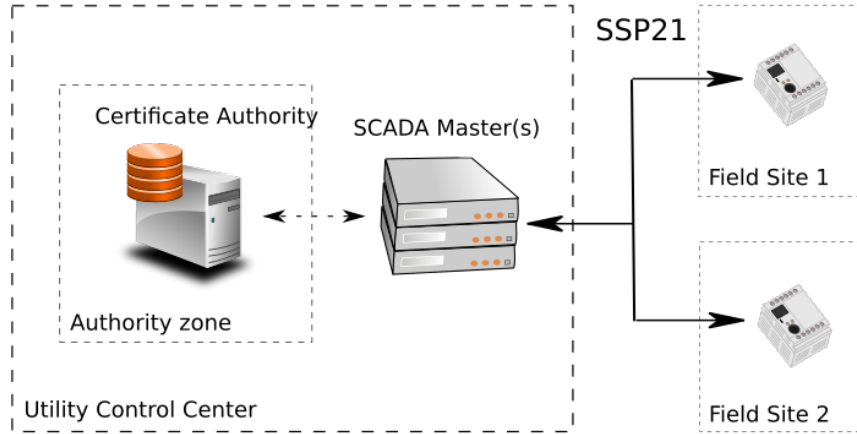 SSP21
Certificate Authority
SCADA Master(s)
Field Site 1
Authority zone
Utility Control Center
Field Site 2